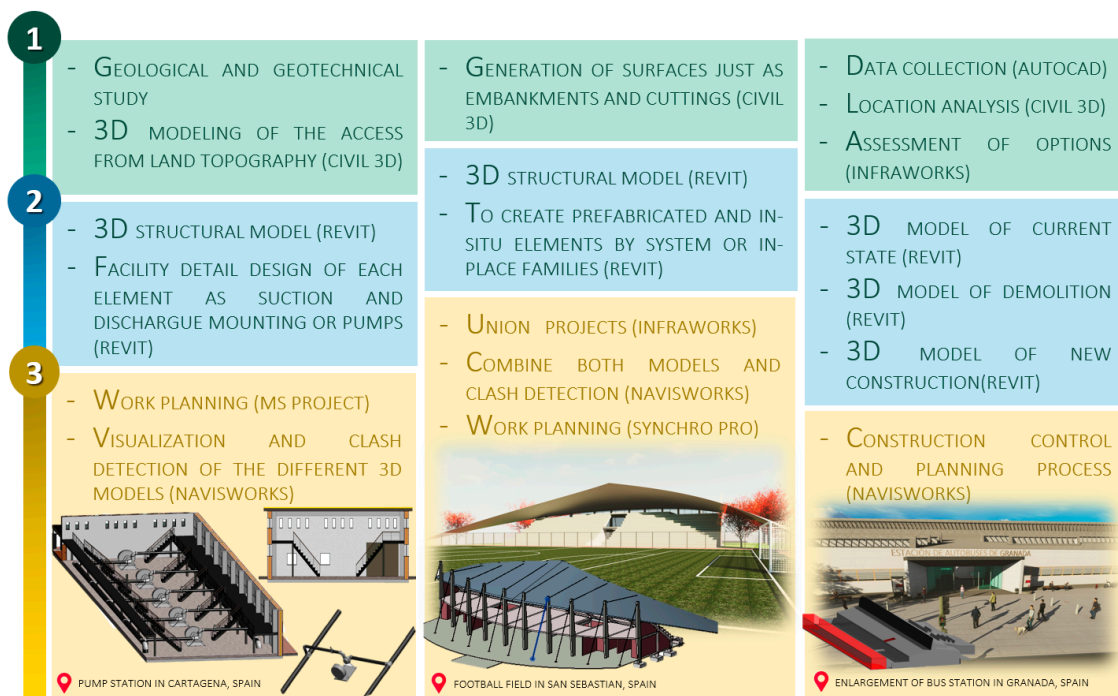 1
- GEOLOGICAL AND GEOTECHNICAL
STUDY
- 3D MODELING OF THE ACCESS
FROM LAND TOPOGRAPHY (CIVIL 3D)
2
- 3D STRUCTURAL MODEL (REVIT)
- FACILITY DETAIL DESIGN OF EACH
ELEMENT AS SUCTION AND
DISCHARGUE MOUNTING OR PUMPS
(REVIT)
3
- WORK PLANNING (MS PROJECT)
- VISUALIZATION AND CLASH
DETECTION OF THE DIFFERENT 3D
MODELS (NAVISWORKS)
PUMP STATION IN CARTAGENA, SPAIN
- GENERATION OF SURFACES JUST AS
EMBANKMENTS AND CUTTINGS (CIVIL
3D)
- 3D STRUCTURAL MODEL (REVIT)
- TO CREATE PREFABRICATED AND IN-
SITU ELEMENTS BY SYSTEM OR IN-
PLACE FAMILIES (REVIT)
- UNION PROJECTS (INFRAWORKS)
- COMBINE BOTH MODELS AND
CLASH DETECTION (NAVISWORKS)
- WORK PLANNING (SYNCHRO PRO)
FOOTBALL FIELD IN SAN SEBASTIAN, SPAIN
- DATA COLLECTION (AUTOCAD)
- LOCATION ANALYSIS (CIVIL 3D)
- ASSESSMENT OF OPTIONS
(INFRAWORKS)
- 3D MODEL OF CURRENT
STATE (REVIT)
- 3D MODEL OF DEMOLITION
(REVIT)
- 3D MODEL OF NEW
CONSTRUCTION(REVIT)
- CONSTRUCTION CONTROL
AND PLANNING PROCESS
(NAVISWORKS)
ESTACIÓN DE AUTOBUSES DE GRANADA
ENLARGEMENT OF BUS STATION IN GRANADA, SPAIN